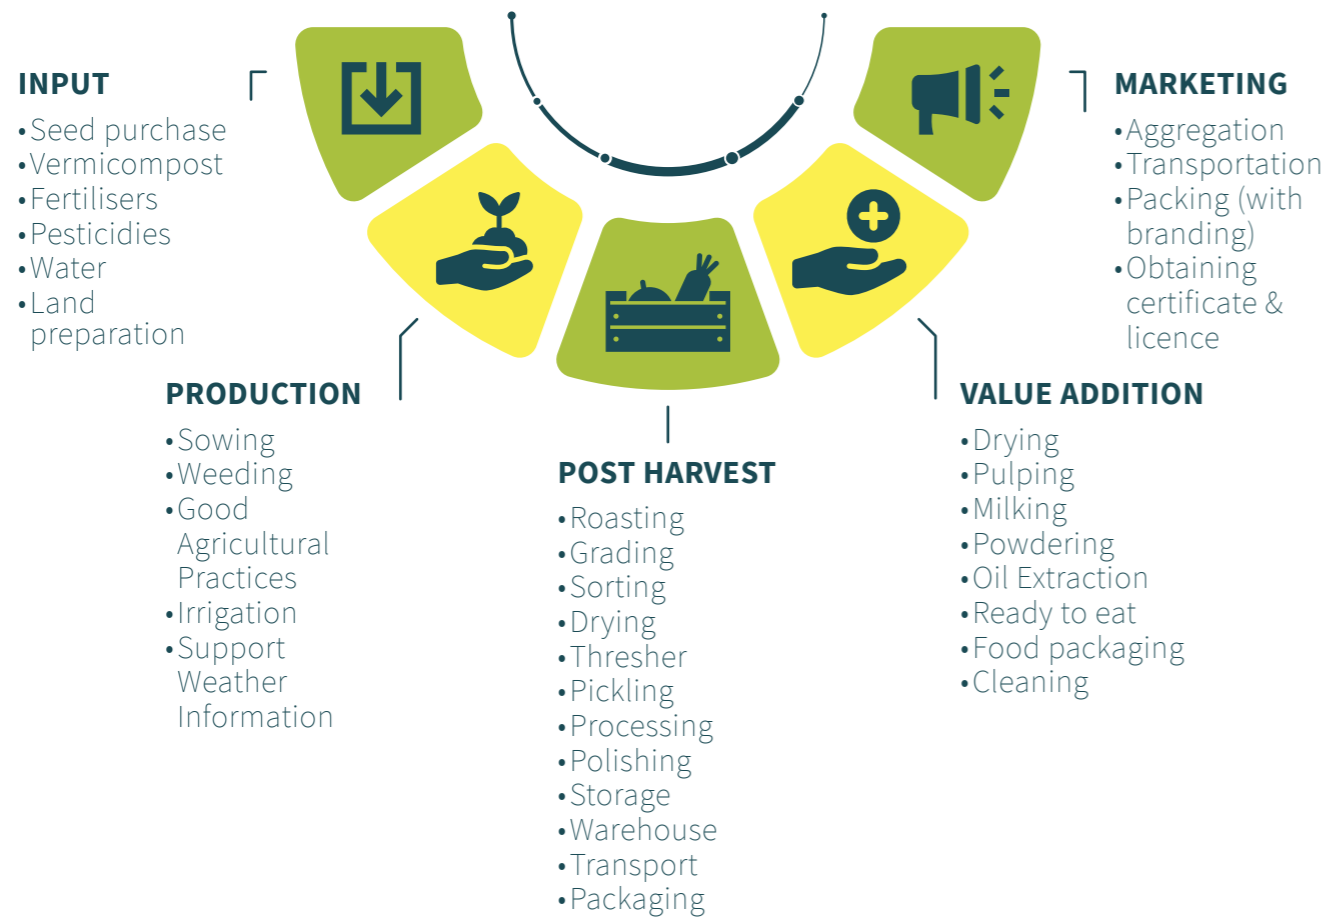 INPUT
•Seed purchase
•Vermicompost
•Fertilisers
•Pesticidies
•Water
•Land
preparation
PRODUCTION
•Sowing
•Weeding
•Good
Agricultural
Practices
•Irrigation
•Support
Weather
Information
POST HARVEST
•Roasting
•Grading
•Sorting
•Drying
•Thresher
•Pickling
•Processing
•Polishing
•Storage
•Warehouse
•Transport
•Packaging
VALUE ADDITION
•Drying
•Pulping
•Milking
•Powdering
•Oil Extraction
•Ready to eat
•Food packaging
•Cleaning
MARKETING
•Aggregation
•Transportation
•Packing (with
branding)
•Obtaining
certificate &
licence